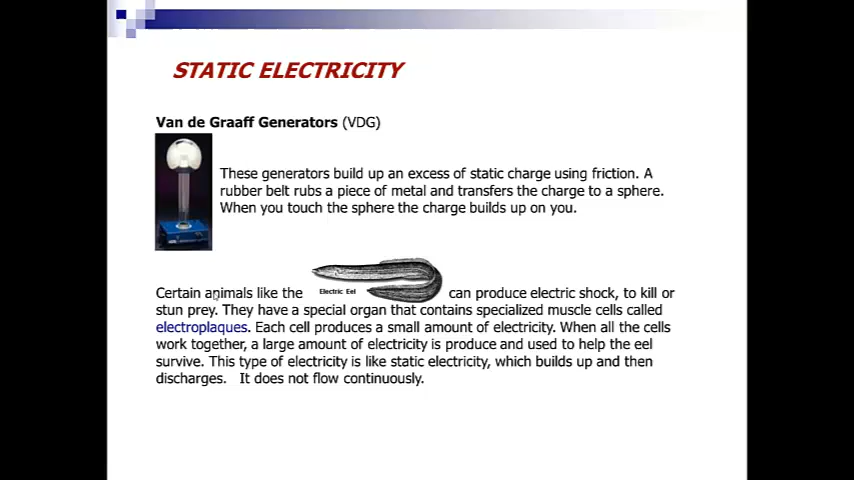 STATIC ELECTRICITY
Van de Graaff Generators (VDG)
These generators build up an excess of static charge using friction. A
rubber belt rubs a piece of metal and transfers the charge to a sphere.
When you touch the sphere the charge builds up on you.
Certain animals like the Electric Eel can produce electric shock, to kill or
stun prey. They have a special organ that contains specialized muscle cells called
electroplaques. Each cell produces a small amount of electricity. When all the cells
work together, a large amount of electricity is produce and used to help the eel
survive. This type of electricity is like static electricity, which builds up and then
discharges. It does not flow continuously.